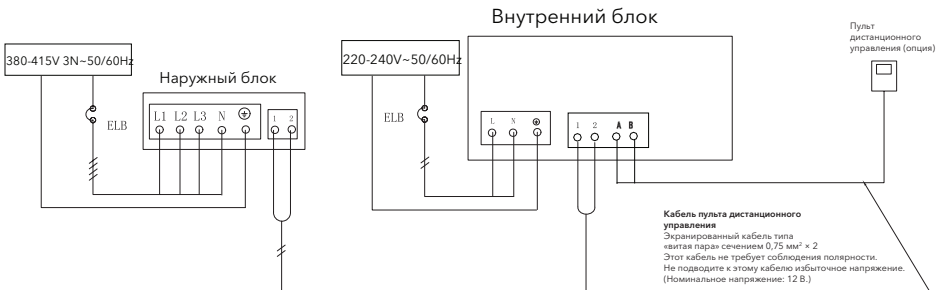 Внутренний блок
Пульт
дистанционного
управления (опция)
380-415V 3N~50/60Hz
220-240V~50/60Hz
Наружный блок
ELB
L1 L2 L3 N
1 2
ELB
L N
1 2 A B
Кабель пульта дистанционного
управления
Экранированный кабель типа
«витая пара» сечением 0,75 мм² × 2
Этот кабель не требует соблюдения полярности.
Не подводите к этому кабелю избыточное напряжение.
(Номинальное напряжение: 12 В.)